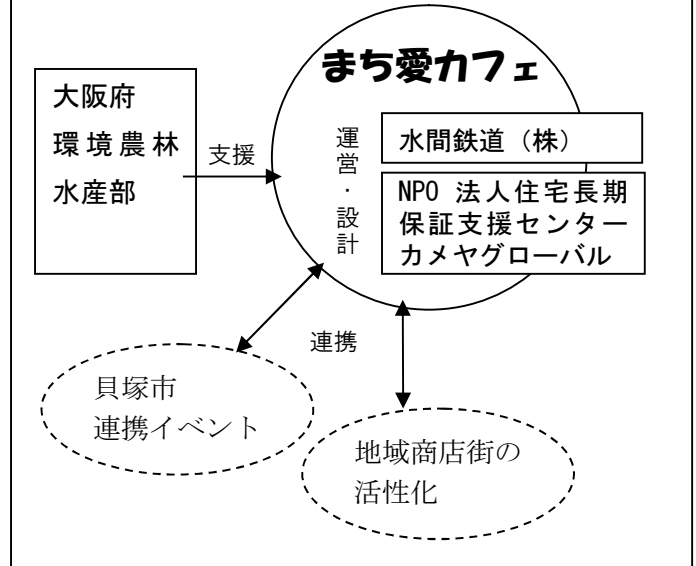 まち愛カフェ
大阪府
環境農林
水産部
支援
運営・設計
水間鉄道（株）
NPO 法人住宅長期
保証支援センター
カメヤグローバル
連携
貝塚市
連携イベント
地域商店街の
活性化